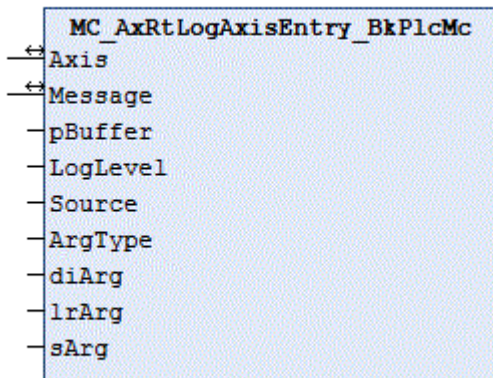 MC_AxRtLogAxisEntry_BkPlcMc
Axis
Message
pBuffer
LogLevel
Source
ArgType
diArg
lrArg
sArg